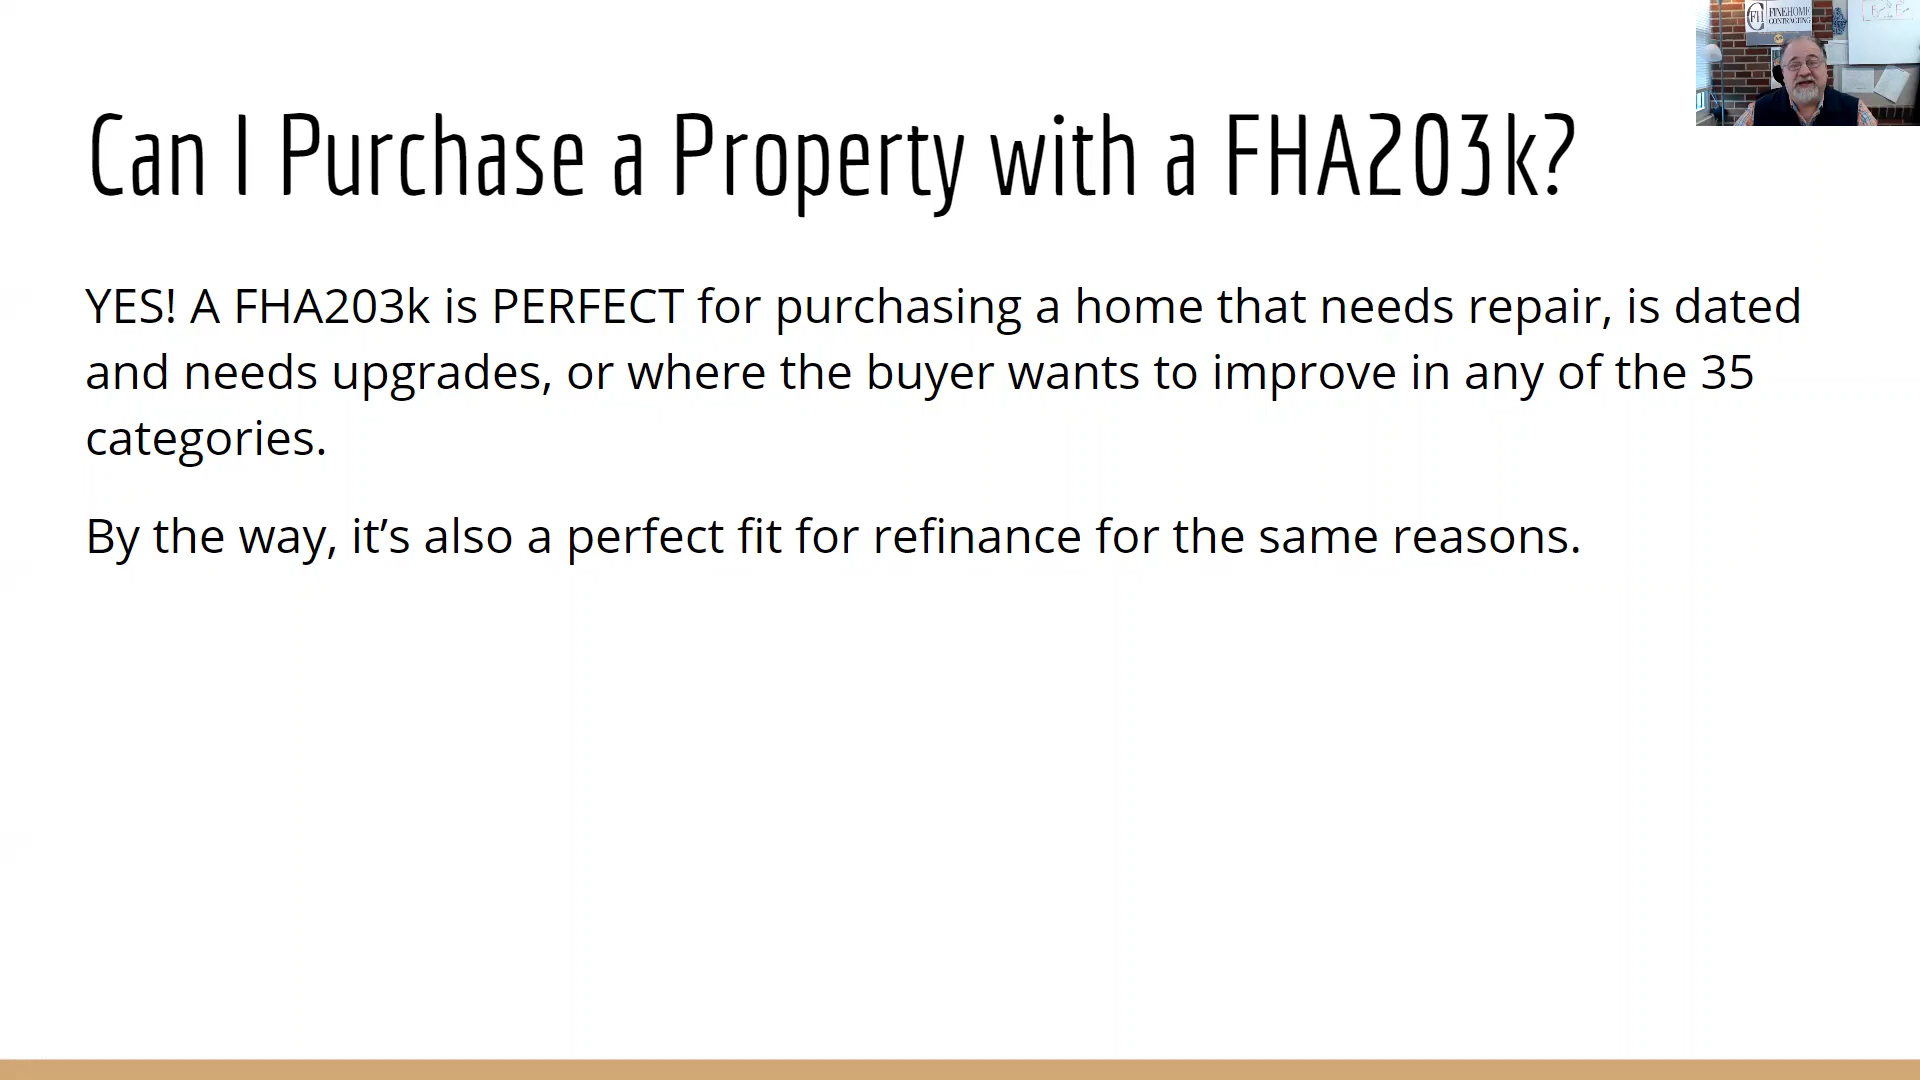 FINEHOME
CONTRACTING
Can I Purchase a Property with a FHA203k?
YES! A FHA203k is PERFECT for purchasing a home that needs repair, is dated
and needs upgrades, or where the buyer wants to improve in any of the 35
categories.
By the way, it’s also a perfect fit for refinance for the same reasons.